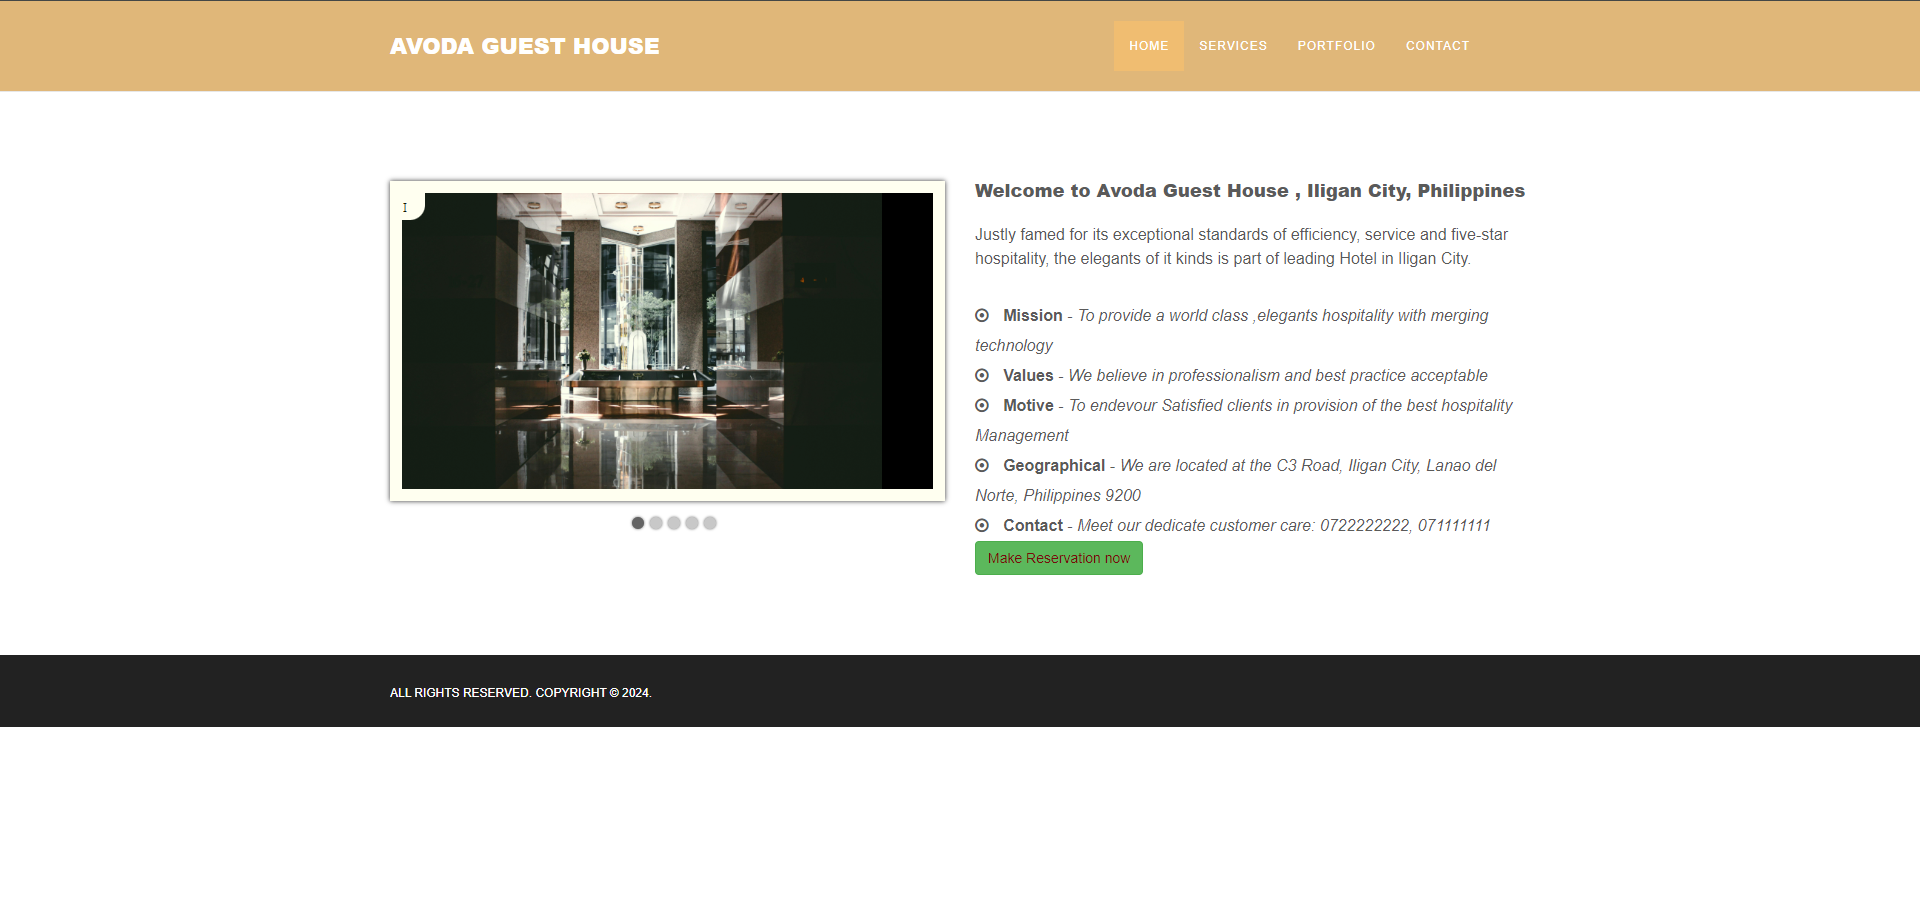 AVODA GUEST HOUSE
HOME SERVICES PORTFOLIO CONTACT
I
Welcome to Avoda Guest House , Iligan City, Philippines
Justly famed for its exceptional standards of efficiency, service and five-star
hospitality, the elegants of it kinds is part of leading Hotel in Iligan City.
Mission - To provide a world class ,elegants hospitality with merging
technology
Values - We believe in professionalism and best practice acceptable
Motive - To endevour Satisfied clients in provision of the best hospitality
Management
Geographical - We are located at the C3 Road, Iligan City, Lanao del
Norte, Philippines 9200
Contact - Meet our dedicate customer care: 0722222222, 071111111
Make Reservation now
ALL RIGHTS RESERVED. COPYRIGHT © 2024.